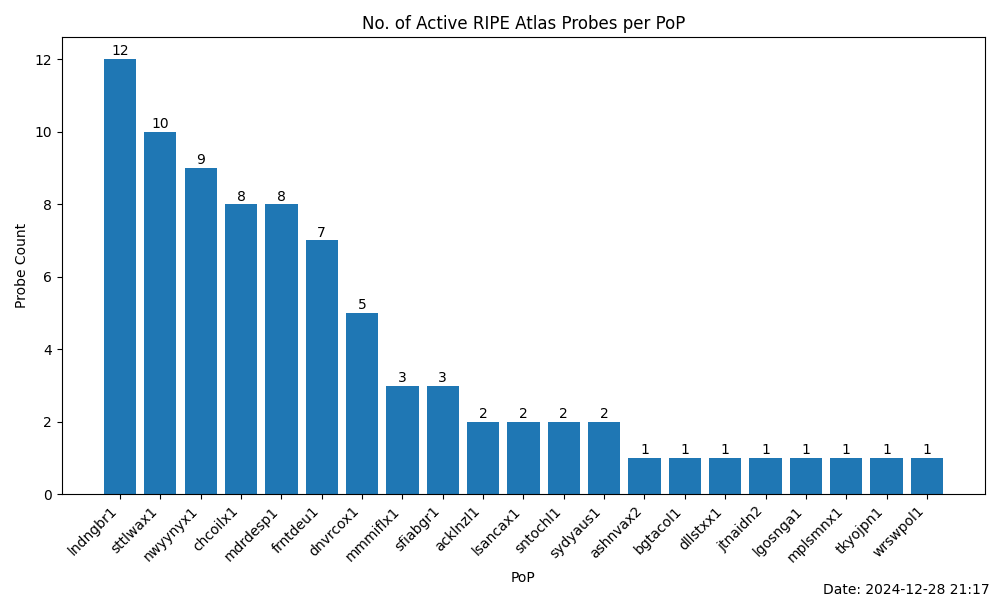 No. of Active RIPE Atlas Probes per PoP
12
10
9
8
8
7
5
3
3
2
2
2
2
1
1
1
1
1
1
1
1
Probe Count
12
10
8
6
4
2
0
lndngbr1
sttlwax1
nwyynyx1
chcoilx1
mdrdesp1
frntdeu1
dnvrcox1
mmmiflx1
sfiabgr1
acklnzl1
lsancax1
sntochl1
sydyaus1
ashnvax2
bgtacol1
dllstxx1
jtnaidn2
lgosnga1
mplsmnx1
tkyojpn1
wrswpol1
PoP
Date: 2024-12-28 21:17